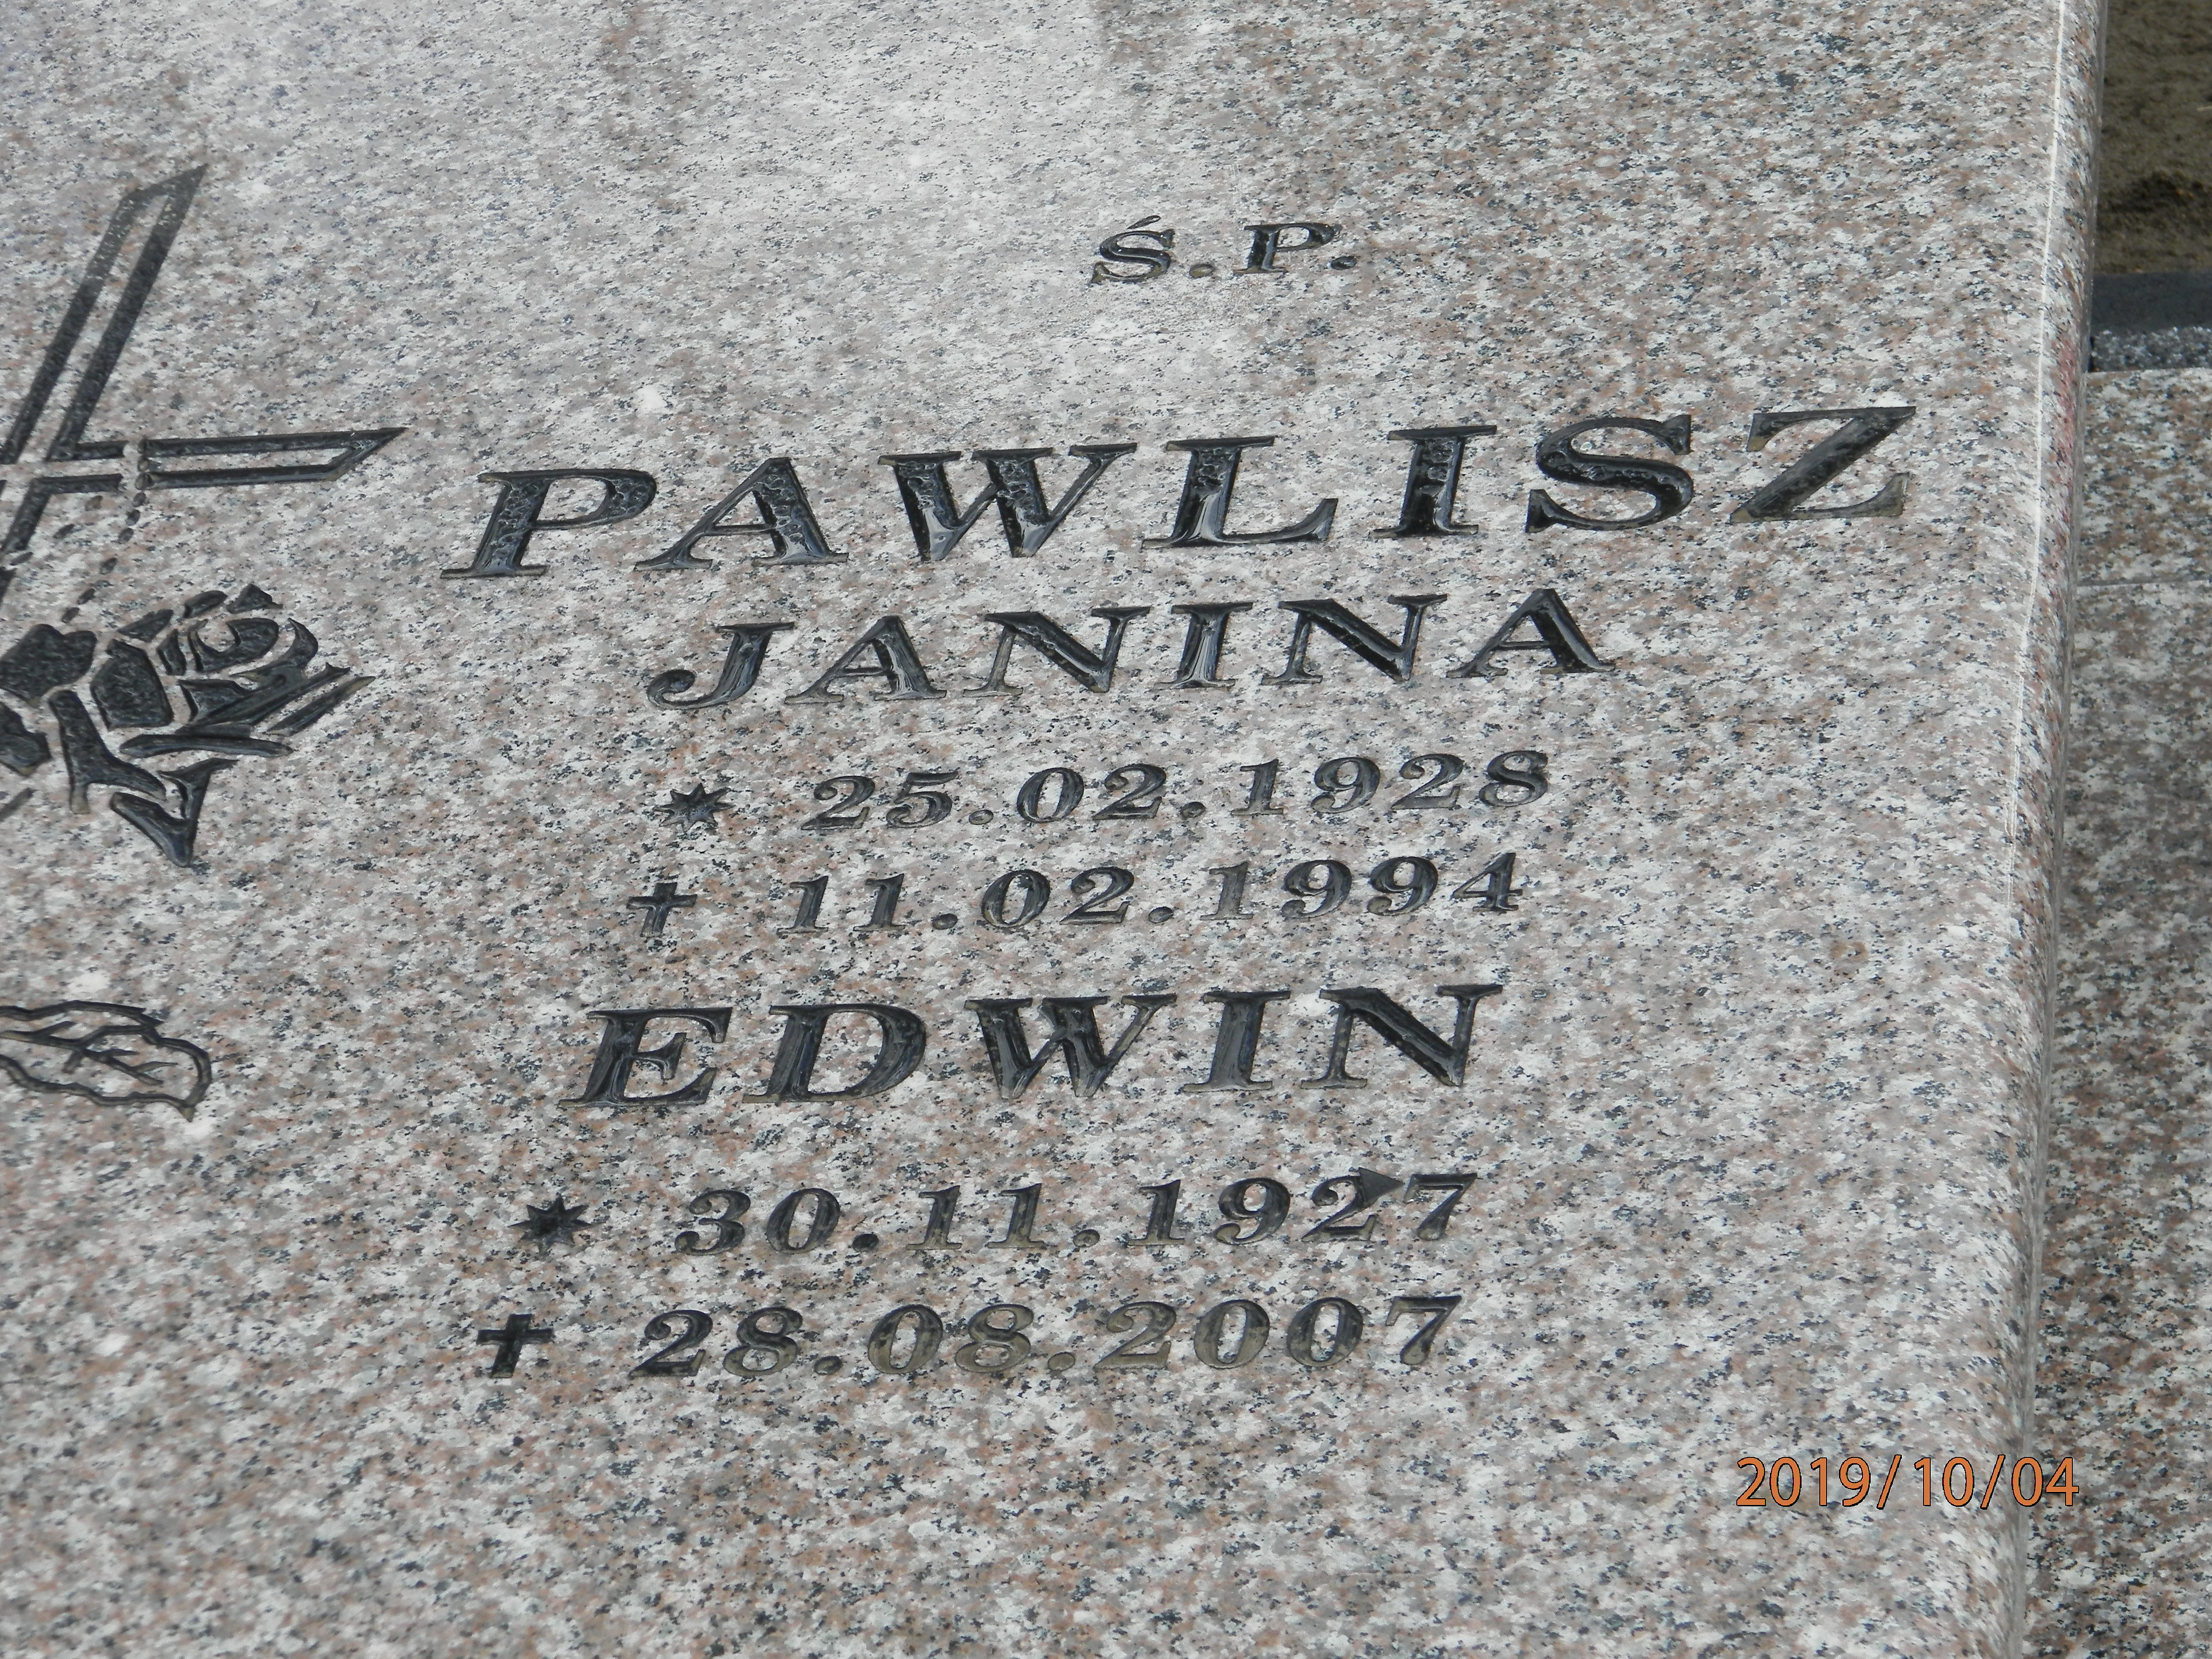 Ś.P.
PAWLISZ
JANINA
* 25.02.1928
✝ 11.02.1994
EDWIN
* 30.11.1927
✝ 28.08.2007
2019/10/04